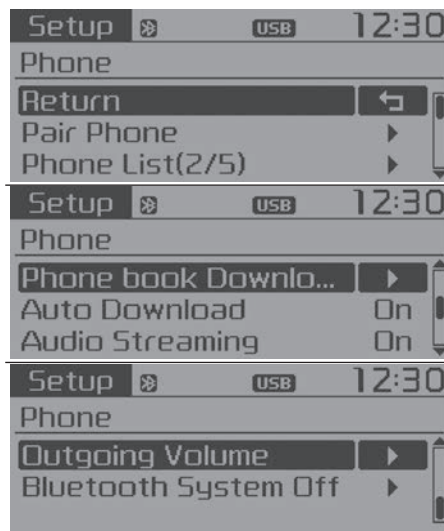 Setup USB 12:30
Phone
Return
Pair Phone
Phone List(2/5)
Setup USB 12:30
Phone
Phone book Downlo...
Auto Download On
Audio Streaming On
Setup USB 12:30
Phone
Outgoing Volume
Bluetooth System Off